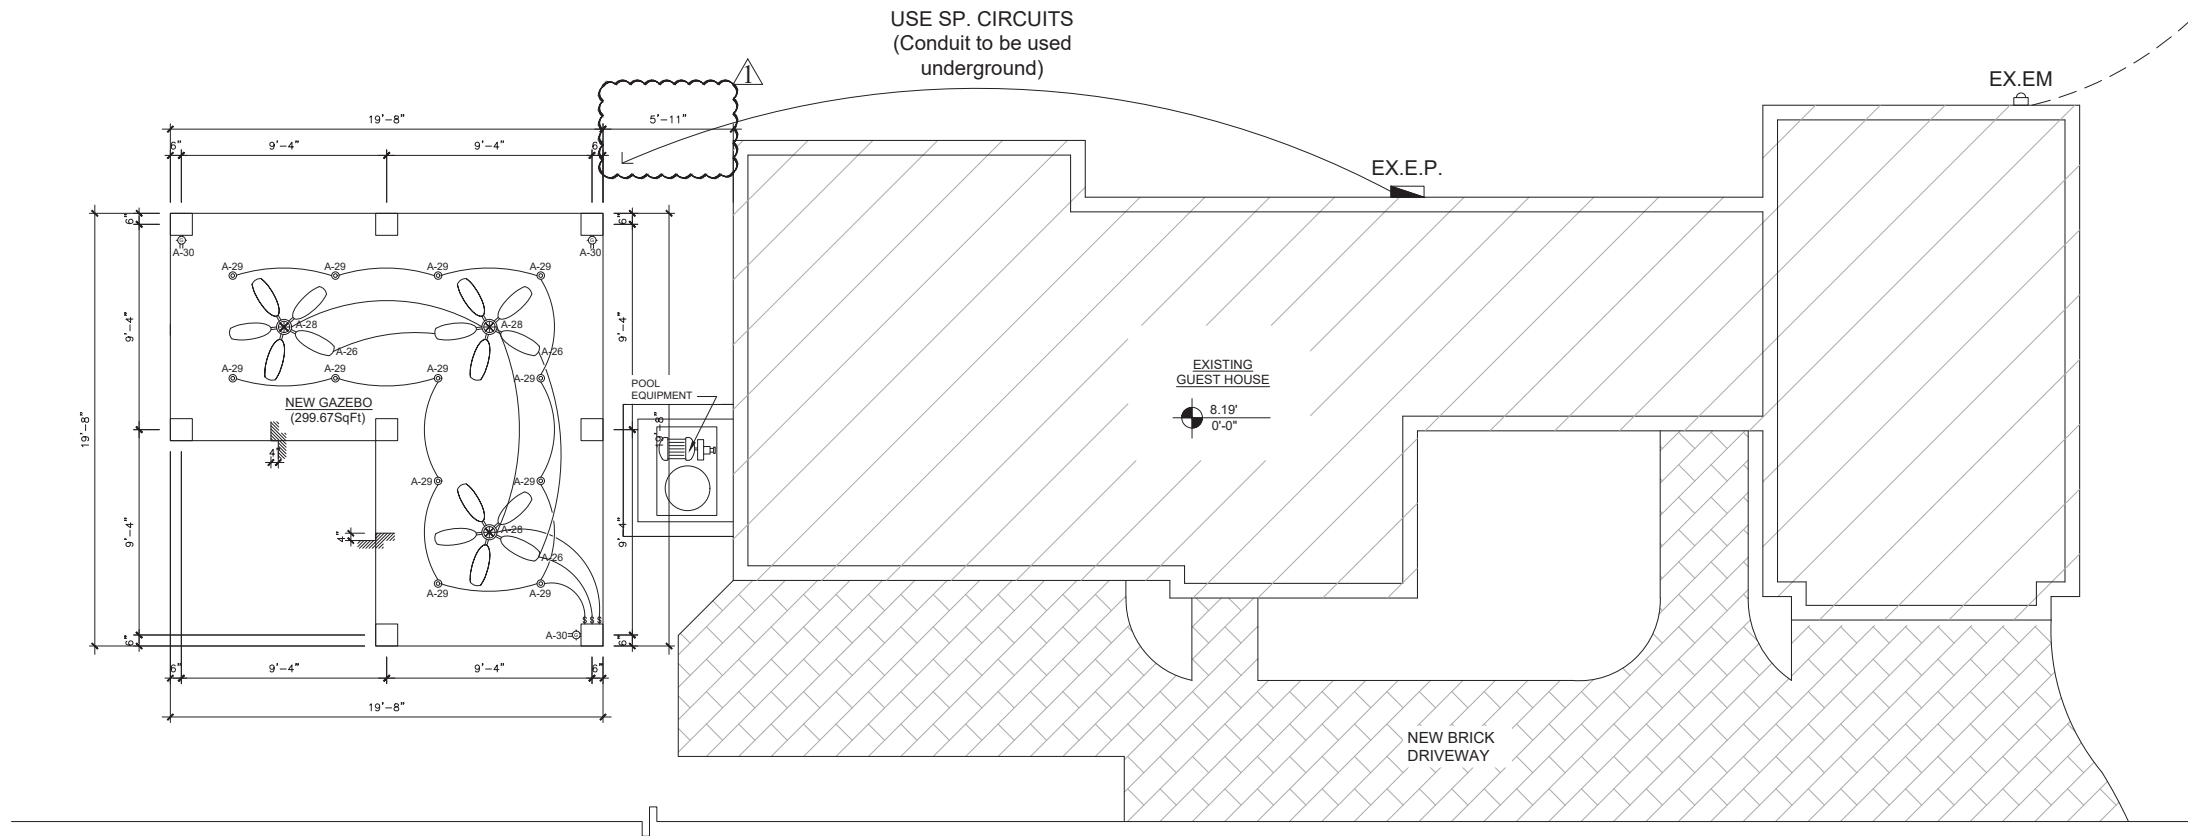 USE SP. CIRCUITS
(Conduit to be used
underground)
1
EX.EM
19'-8"
5'-11"
6"
9'-4"
9'-4"
6"
EX.E.P.
6"
6"
A-30
A-30
A-29
A-29
A-29
A-29
A-28
A-28
9'-4"
9'-4"
A-26
A-26
A-29
A-29
A-29
A-29
EXISTING
GUEST HOUSE
POOL
EQUIPMENT
NEW GAZEBO
(299.67SqFt)
8.19'
0'-0"
19'-8"
19'-8"
4"
A-29
A-29
A-28
4"
9'-4"
9'-4"
A-26
A-29
A-29
S S S
A-30
6"
6"
6"
9'-4"
9'-4"
6"
19'-8"
NEW BRICK
DRIVEWAY